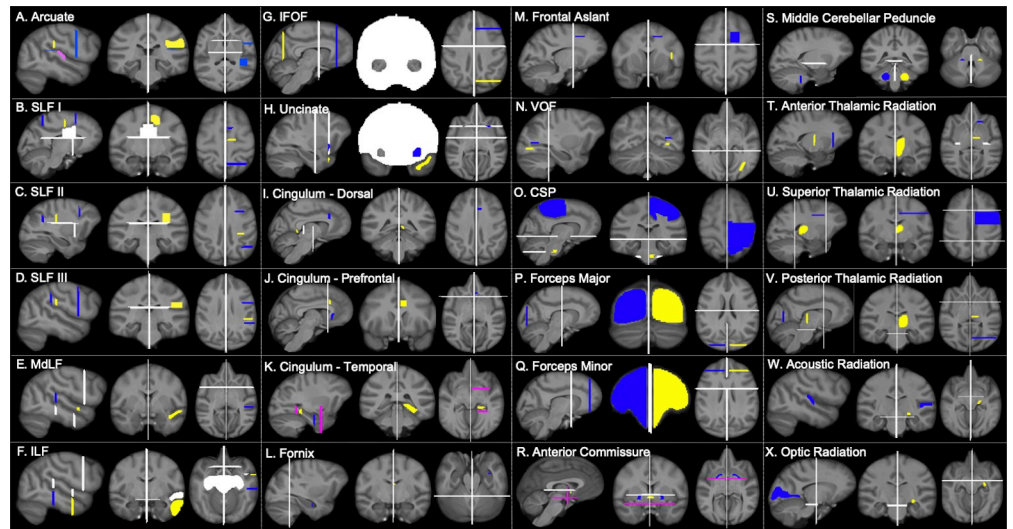 A. Arcuate
B. SLF I
C. SLF II
D. SLF III
E. MdLF
F. ILF
G. IFOF
H. Uncinate
I. Cingulum - Dorsal
J. Cingulum - Prefrontal
K. Cingulum - Temporal
L. Fornix
M. Frontal Aslant
N. VOF
O. CSP
P. Forceps Major
Q. Forceps Minor
R. Anterior Commissure
S. Middle Cerebellar Peduncle
T. Anterior Thalamic Radiation
U. Superior Thalamic Radiation
V. Posterior Thalamic Radiation
W. Acoustic Radiation
X. Optic Radiation